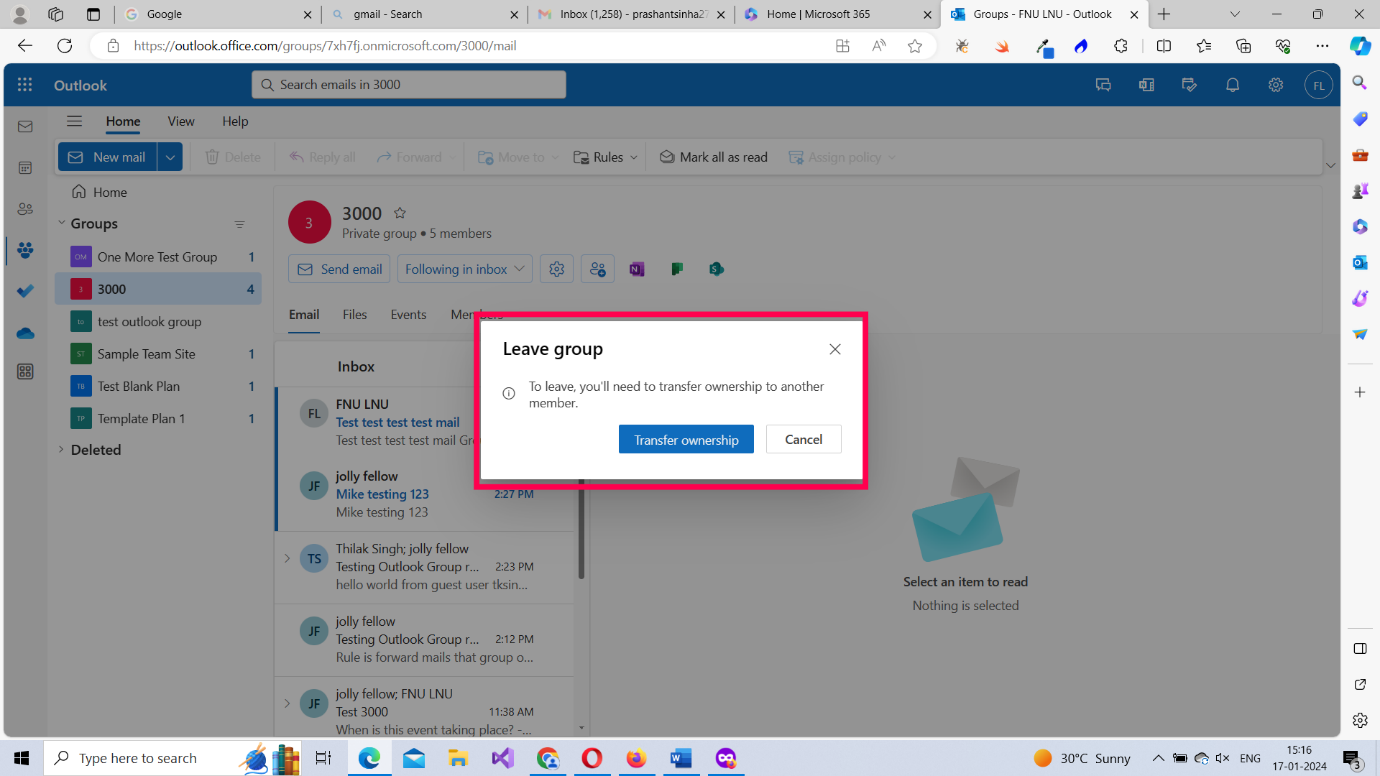 Google
gmail - Search
Inbox (1,258) - prashantsinha27
Home | Microsoft 365
Groups - FNU LNU - Outlook
https://outlook.office.com/groups/7xh7fj.onmicrosoft.com/3000/mail
Outlook
Search emails in 3000
FL
Home View Help
New mail
Delete
Reply all
Forward
Move to
Rules
Mark all as read
Assign policy
Home
Groups
OM One More Test Group 1
3 3000 4
to test outlook group
ST Sample Team Site 1
TB Test Blank Plan 1
TP Template Plan 1 1
Deleted
3
3000
Private group • 5 members
Send email
Following in inbox
Email Files Events Members
Inbox
FL
FNU LNU
Test test test test mail
Test test test test mail Gr
JF
jolly fellow
Mike testing 123 2:27 PM
Mike testing 123
TS
Thilak Singh; jolly fellow
Testing Outlook Group r... 2:23 PM
hello world from guest user tksin...
JF
jolly fellow
Testing Outlook Group r... 2:12 PM
Rule is forward mails that group o...
JF
jolly fellow; FNU LNU
Test 3000 11:38 AM
When is this event taking place? -...
Leave group
To leave, you'll need to transfer ownership to another
member.
Transfer ownership
Cancel
Select an item to read
Nothing is selected
Type here to search
30°C Sunny
ENG
15:16
17-01-2024
3